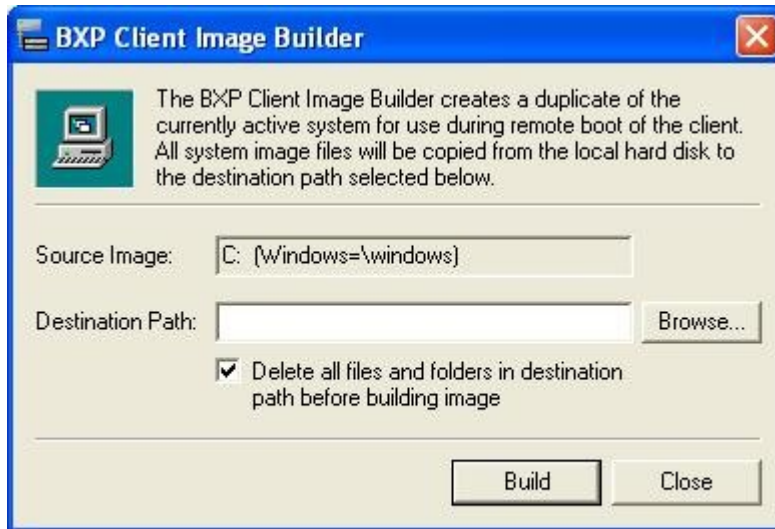 BXP Client Image Builder
The BXP Client Image Builder creates a duplicate of the
currently active system for use during remote boot of the client.
All system image files will be copied from the local hard disk to
the destination path selected below.
Source Image: C: (Windows=\windows)
Destination Path: Browse...
Delete all files and folders in destination
path before building image
Build Close